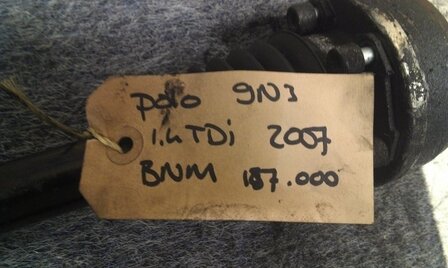 polo 9N3
1.4TDi 2007
BNM 187.000